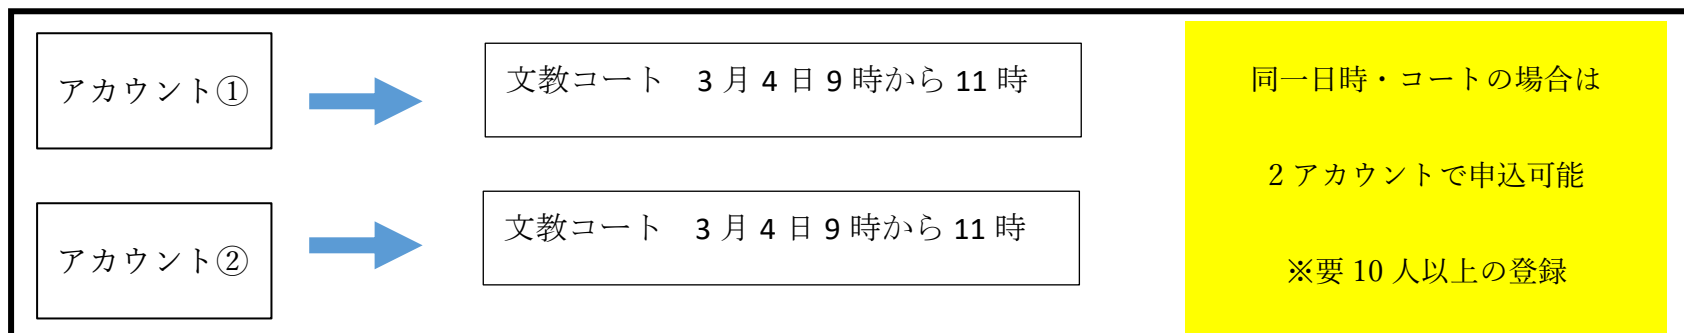 アカウント①
文教コート 3月4日9時から11時
アカウント②
文教コート 3月4日9時から11時
同一日時・コートの場合は
2アカウントで申込可能
※要10人以上の登録